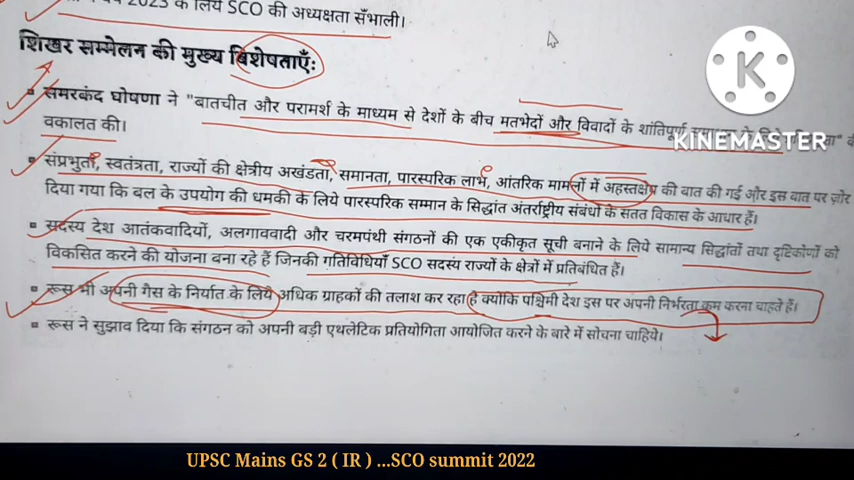 2023 के लिये SCO की अध्यक्षता सँभाली।
शिखर सम्मेलन की मुख्य विशेषताएँ:
समरकंद घोषणा ने "बातचीत और परामर्श के माध्यम से देशों के बीच मतभेदों और विवादों के शांतिपूर्ण
वकालत की।
संप्रभुता, स्वतंत्रता, राज्यों की क्षेत्रीय अखंडता, समानता, पारस्परिक लाभ, आंतरिक मामलों में अहस्तक्षेप की बात की गई और इस बात पर ज़ोर
दिया गया कि बल के उपयोग की धमकी के लिये पारस्परिक सम्मान के सिद्धांत अंतर्राष्ट्रीय संबंधों के सतत विकास के आधार हैं।
सदस्य देश आतंकवादियों, अलगाववादी और चरमपंथी संगठनों की एक एकीकृत सूची बनाने के लिये सामान्य सिद्धांतों तथा दृष्टिकोणों को
विकसित करने की योजना बना रहे हैं जिनकी गतिविधियाँ SCO सदस्य राज्यों के क्षेत्रों में प्रतिबंधित हैं।
रूस भी अपनी गैस के निर्यात के लिये अधिक ग्राहकों की तलाश कर रहा है क्योंकि पश्चिमी देश इस पर अपनी निर्भरता कम करना चाहते हैं।
रूस ने सुझाव दिया कि संगठन को अपनी बड़ी एथलेटिक प्रतियोगिता आयोजित करने के बारे में सोचना चाहिये।
K
KINEMASTER
UPSC Mains GS 2 ( IR ) ...SCO summit 2022